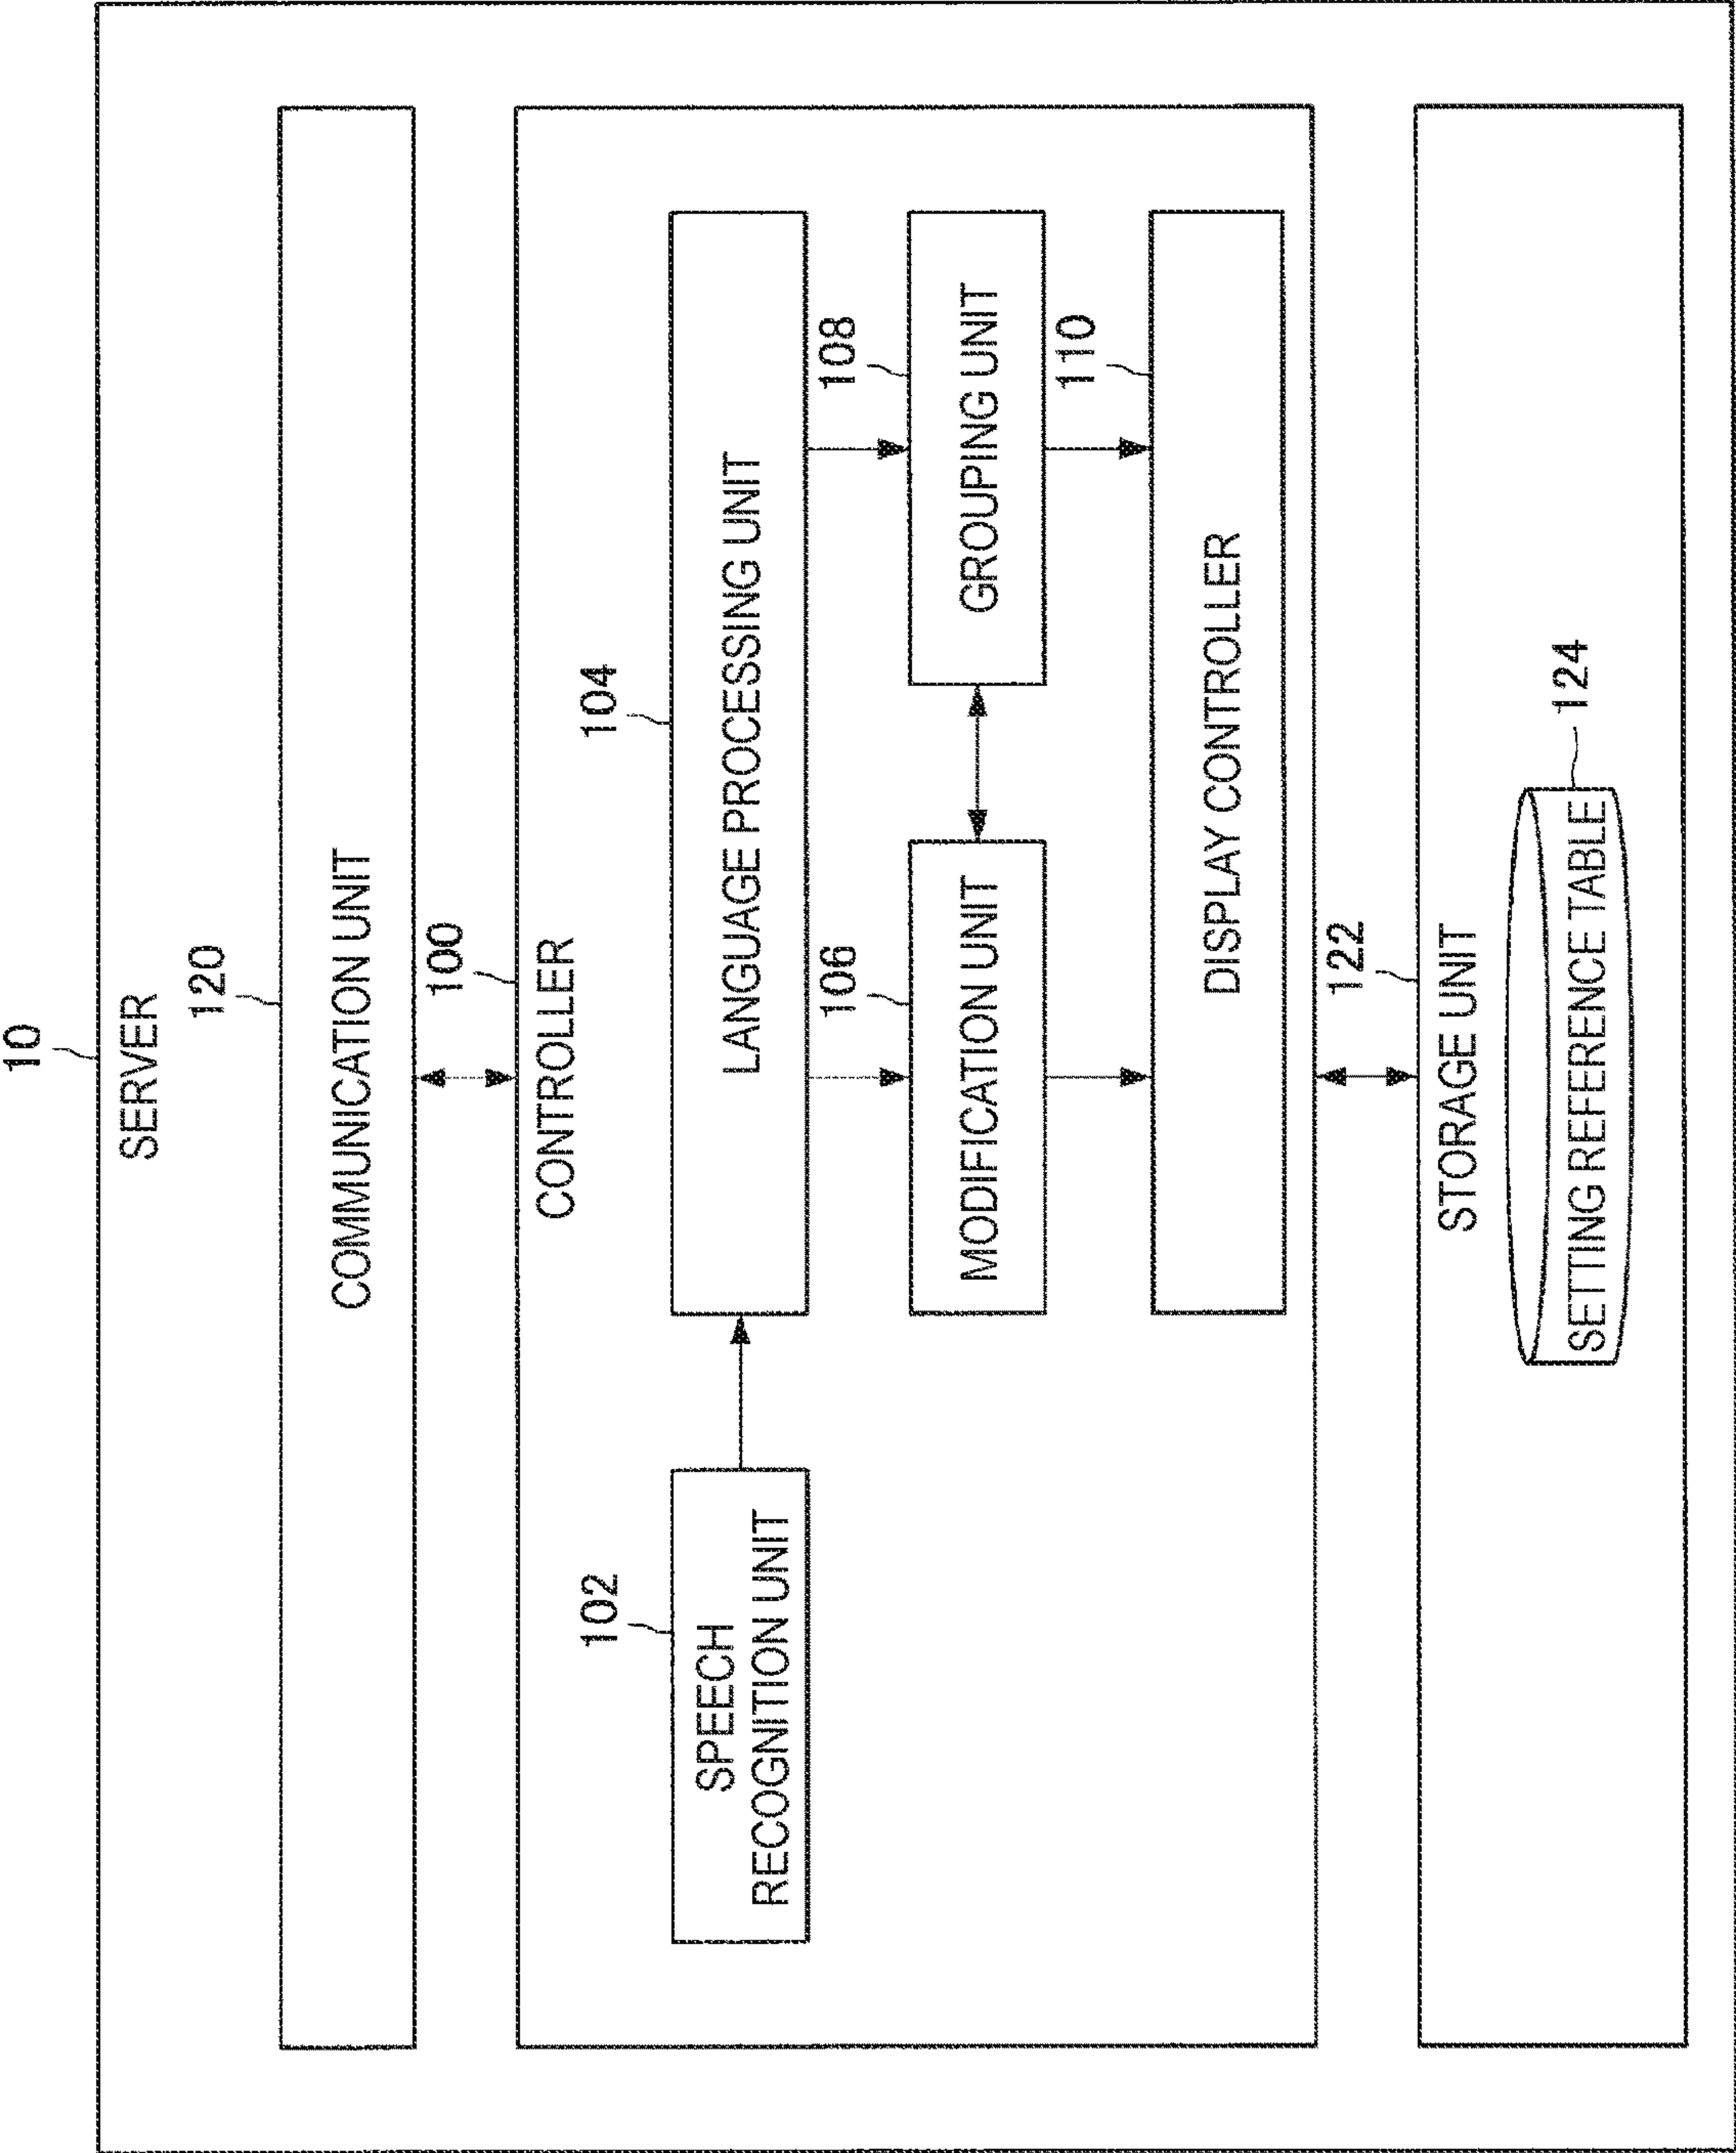 10
SERVER
120
COMMUNICATION UNIT
100
CONTROLLER
102
SPEECH
RECOGNITION UNIT
104
LANGUAGE PROCESSING UNIT
106
MODIFICATION UNIT
108
GROUPING UNIT
110
DISPLAY CONTROLLER
122
STORAGE UNIT
124
SETTING REFERENCE TABLE